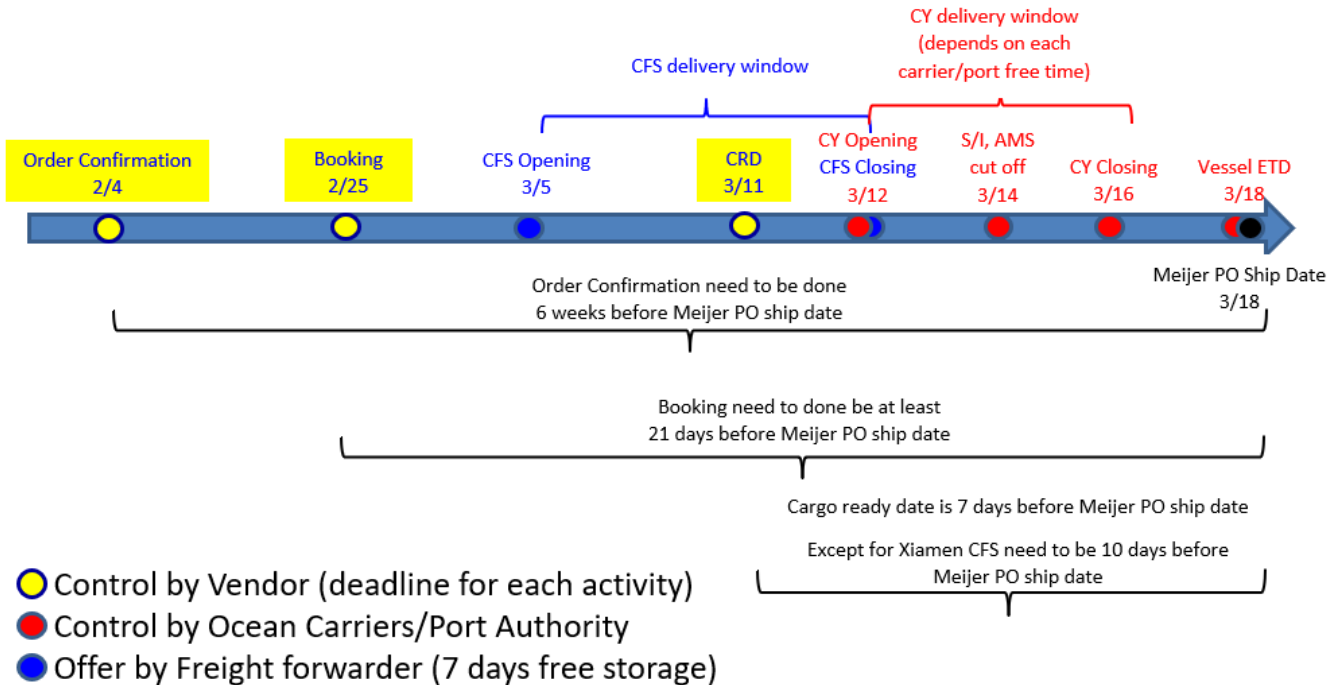 CY delivery window
(depends on each
carrier/port free time)
CFS delivery window
Order Confirmation
2/4
Booking
2/25
CFS Opening
3/5
CRD
3/11
CY Opening
CFS Closing
3/12
S/I, AMS
cut off
3/14
CY Closing
3/16
Vessel ETD
3/18
Meijer PO Ship Date
3/18
Order Confirmation need to be done
6 weeks before Meijer PO ship date
Booking need to done be at least
21 days before Meijer PO ship date
Cargo ready date is 7 days before Meijer PO ship date
Except for Xiamen CFS need to be 10 days before
Meijer PO ship date
Control by Vendor (deadline for each activity)
Control by Ocean Carriers/Port Authority
Offer by Freight forwarder (7 days free storage)